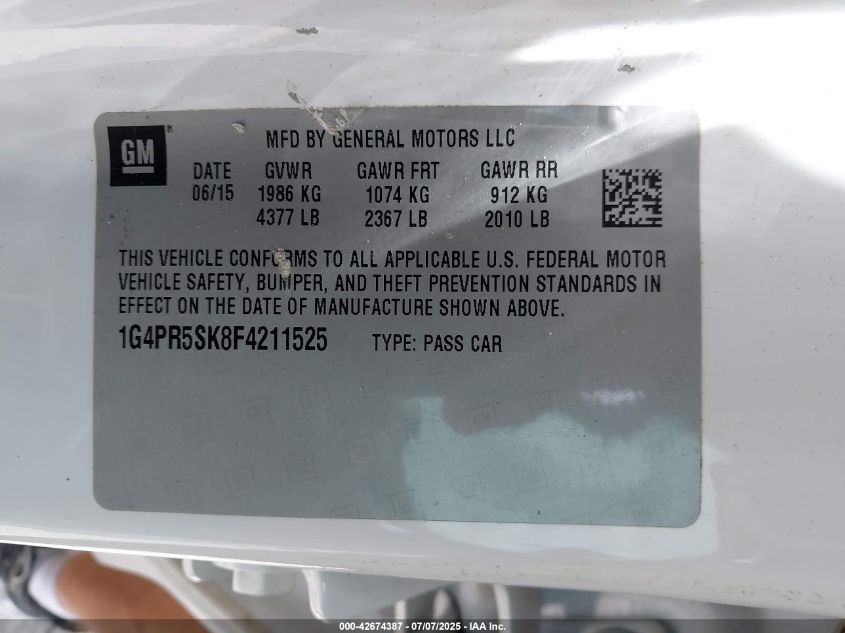 GM
MFD BY GENERAL MOTORS LLC
DATE GVWR GAWR FRT GAWR RR
06/15 1986 KG 1074 KG 912 KG
4377 LB 2367 LB 2010 LB
THIS VEHICLE CONFORMS TO ALL APPLICABLE U.S. FEDERAL MOTOR
VEHICLE SAFETY, BUMPER, AND THEFT PREVENTION STANDARDS IN
EFFECT ON THE DATE OF MANUFACTURE SHOWN ABOVE.
1G4PR5SK8F4211525 TYPE: PASS CAR
000-42674387 - 07/07/2025 - IAA Inc.